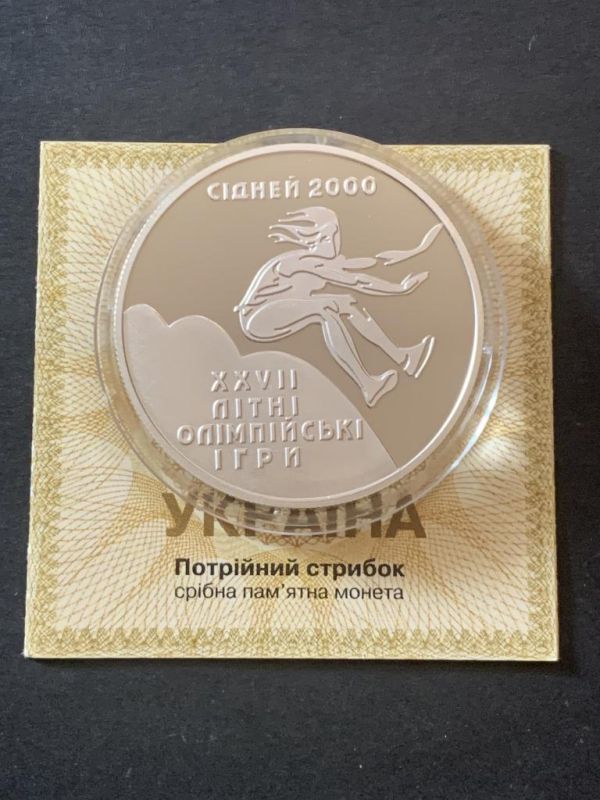 СІДНЕЙ 2000
XXVII
ЛІТНІ
ОЛІМПІЙСЬКІ
ІГРИ
УКРАЇНА
Потрійний стрибок
срібна пам'ятна монета